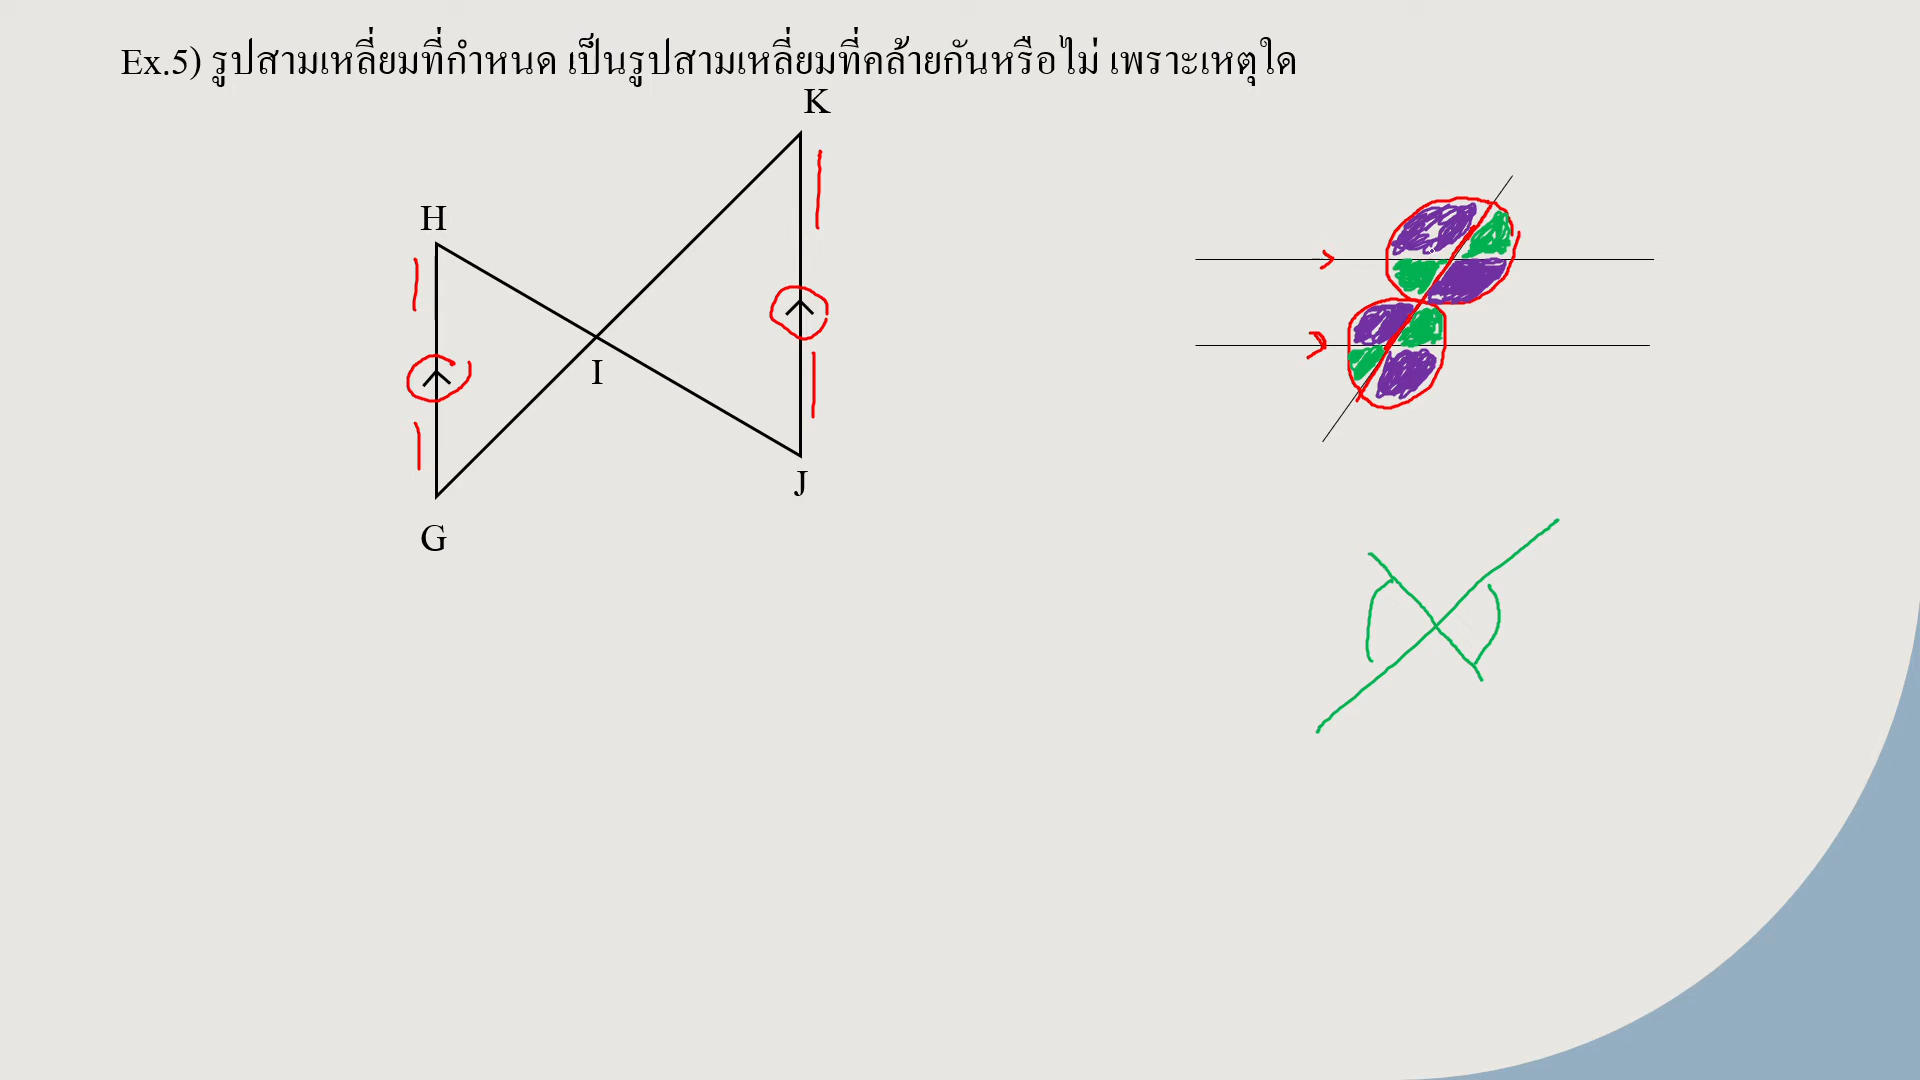 Ex.5) รูปสามเหลี่ยมที่กำหนด เป็นรูปสามเหลี่ยมที่คล้ายกันหรือไม่ เพราะเหตุใด
K
H
I
J
G